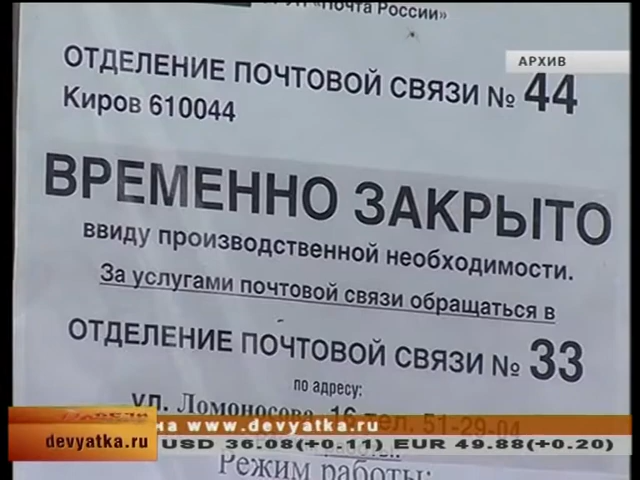 «Почта России»
АРХИВ
ОТДЕЛЕНИЕ ПОЧТОВОЙ СВЯЗИ № 44
Киров 610044
ВРЕМЕННО ЗАКРЫТО
ввиду производственной необходимости.
За услугами почтовой связи обращаться в
ОТДЕЛЕНИЕ ПОЧТОВОЙ СВЯЗИ № 33
по адресу:
ул. Ломоносова, 16 тел. 51-29-04
на www.devyatka.ru
devyatka.ru
USD 36.08(+0.11) EUR 49.88(+0.20)
Режим работы: